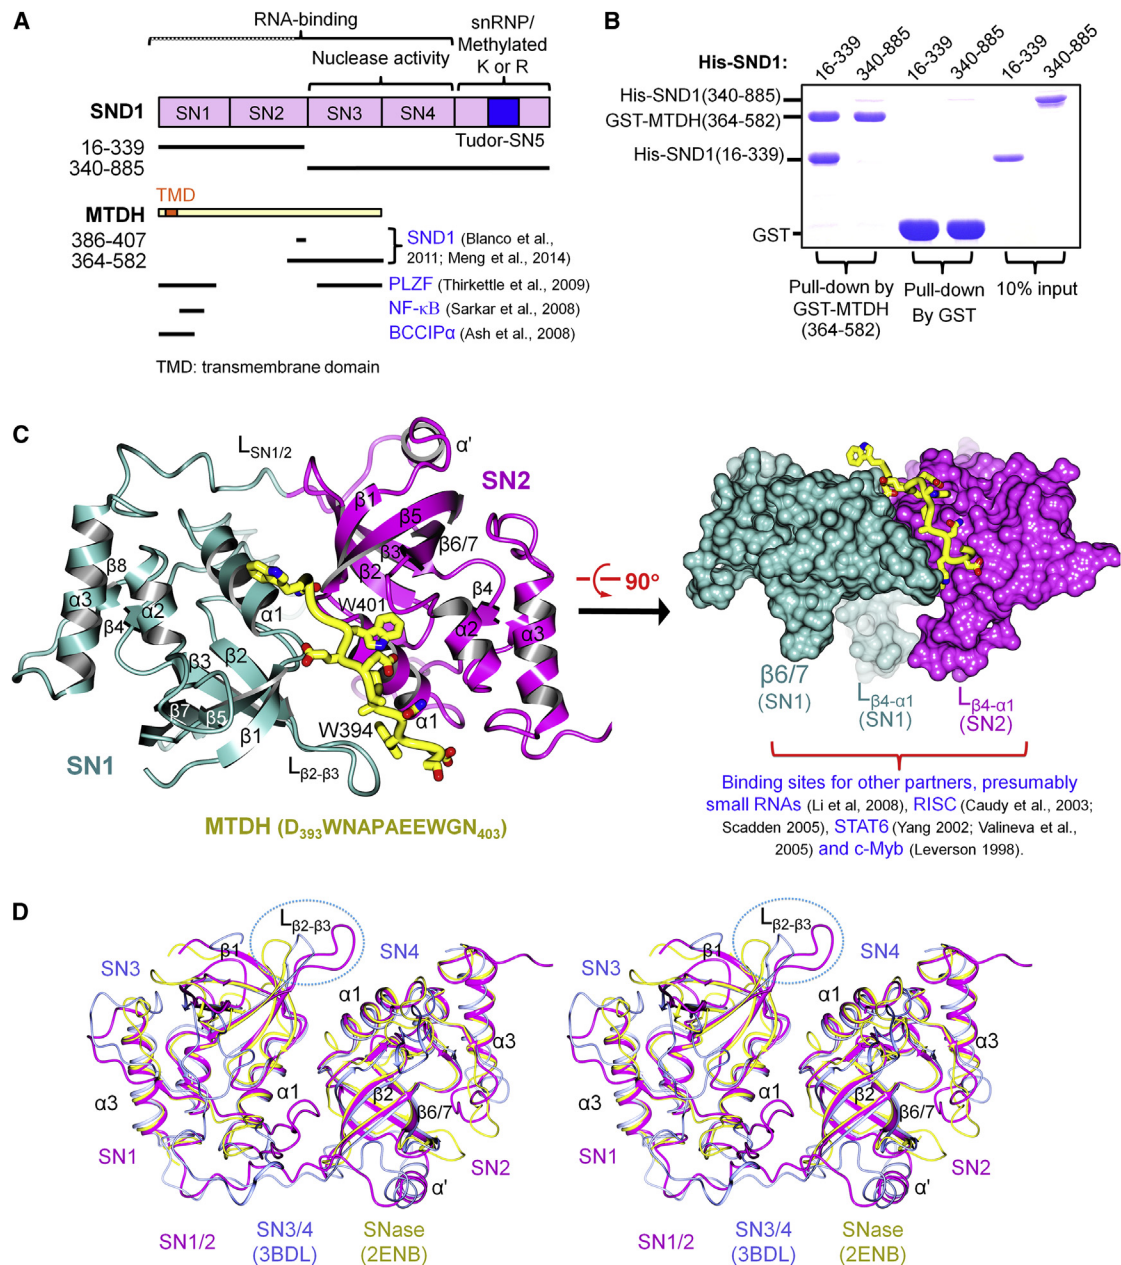 A
RNA-binding
snRNP/
Methylated
K or R
Nuclease activity
SND1
SN1
SN2
SN3
SN4
Tudor-SN5
16-339
340-885
TMD
MTDH
386-407
364-582
SND1 (Blanco et al.,
2011; Meng et al., 2014)
PLZF (Thirkettle et al., 2009)
NF-κB (Sarkar et al., 2008)
BCCIPα (Ash et al., 2008)
TMD: transmembrane domain
B
His-SND1:
16-339
340-885
16-339
340-885
16-339
340-885
His-SND1(340-885)
GST-MTDH(364-582)
His-SND1(16-339)
GST
Pull-down by
GST-MTDH
(364-582)
Pull-down
By GST
10% input
C
LSN1/2
α'
SN2
β1
β5
β6/7
β3
β2
β4
α2
α3
W401
α1
β8
α3
α2
β4
α1
β3
β2
β7
β5
β1
W394
SN1
Lβ2-β3
MTDH (D393WNAPAEEWGN403)
90°
β6/7
(SN1)
Lβ4-α1
(SN1)
Lβ4-α1
(SN2)
Binding sites for other partners, presumably
small RNAs (Li et al, 2008), RISC (Caudy et al., 2003;
Scadden 2005), STAT6 (Yang 2002; Valineva et al.,
2005) and c-Myb (Leverson 1998).
D
Lβ2-β3
β1
SN3
SN4
α1
SN1
α3
α3
α1
β2
β6/7
SN1
SN2
α'
SN1/2
SN3/4
(3BDL)
SNase
(2ENB)
Lβ2-β3
β1
SN3
SN4
α1
SN1
α3
α3
α1
β2
β6/7
SN1
SN2
α'
SN1/2
SN3/4
(3BDL)
SNase
(2ENB)